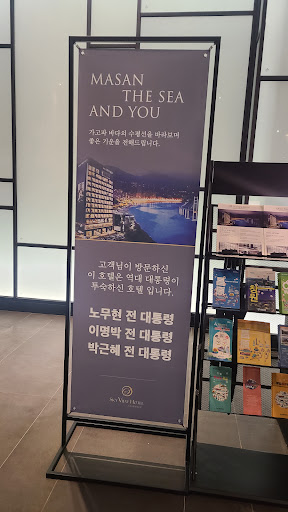 MASAN
THE SEA
AND YOU
가고파 바다의 수평선을 바라보며
좋은 기운을 전해드립니다.
고객님이 방문하신
이 호텔은 역대 대통령이
투숙하신 호텔 입니다.
노무현 전 대통령
이명박 전 대통령
박근혜 전 대통령
창원